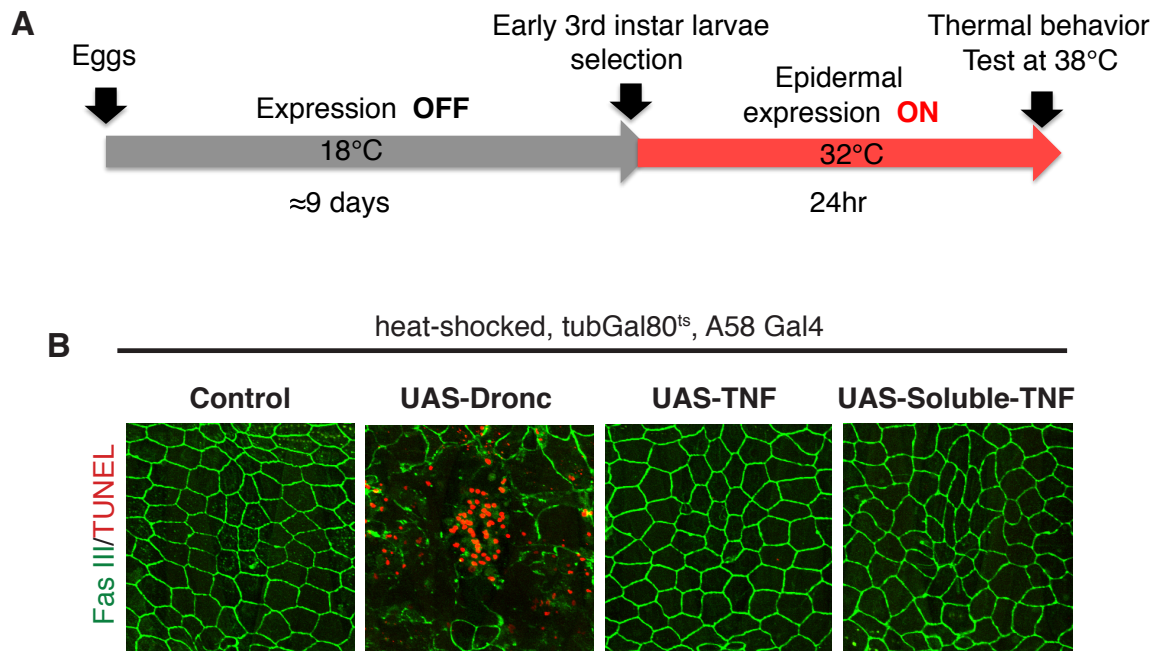 A
Eggs
Early 3rd instar larvae
selection
Thermal behavior
Test at 38°C
Expression OFF
Epidermal
expression ON
18°C
32°C
≈9 days
24hr
B
heat-shocked, tubGal80ts, A58 Gal4
Control
UAS-Dronc
UAS-TNF
UAS-Soluble-TNF
Fas III/TUNEL